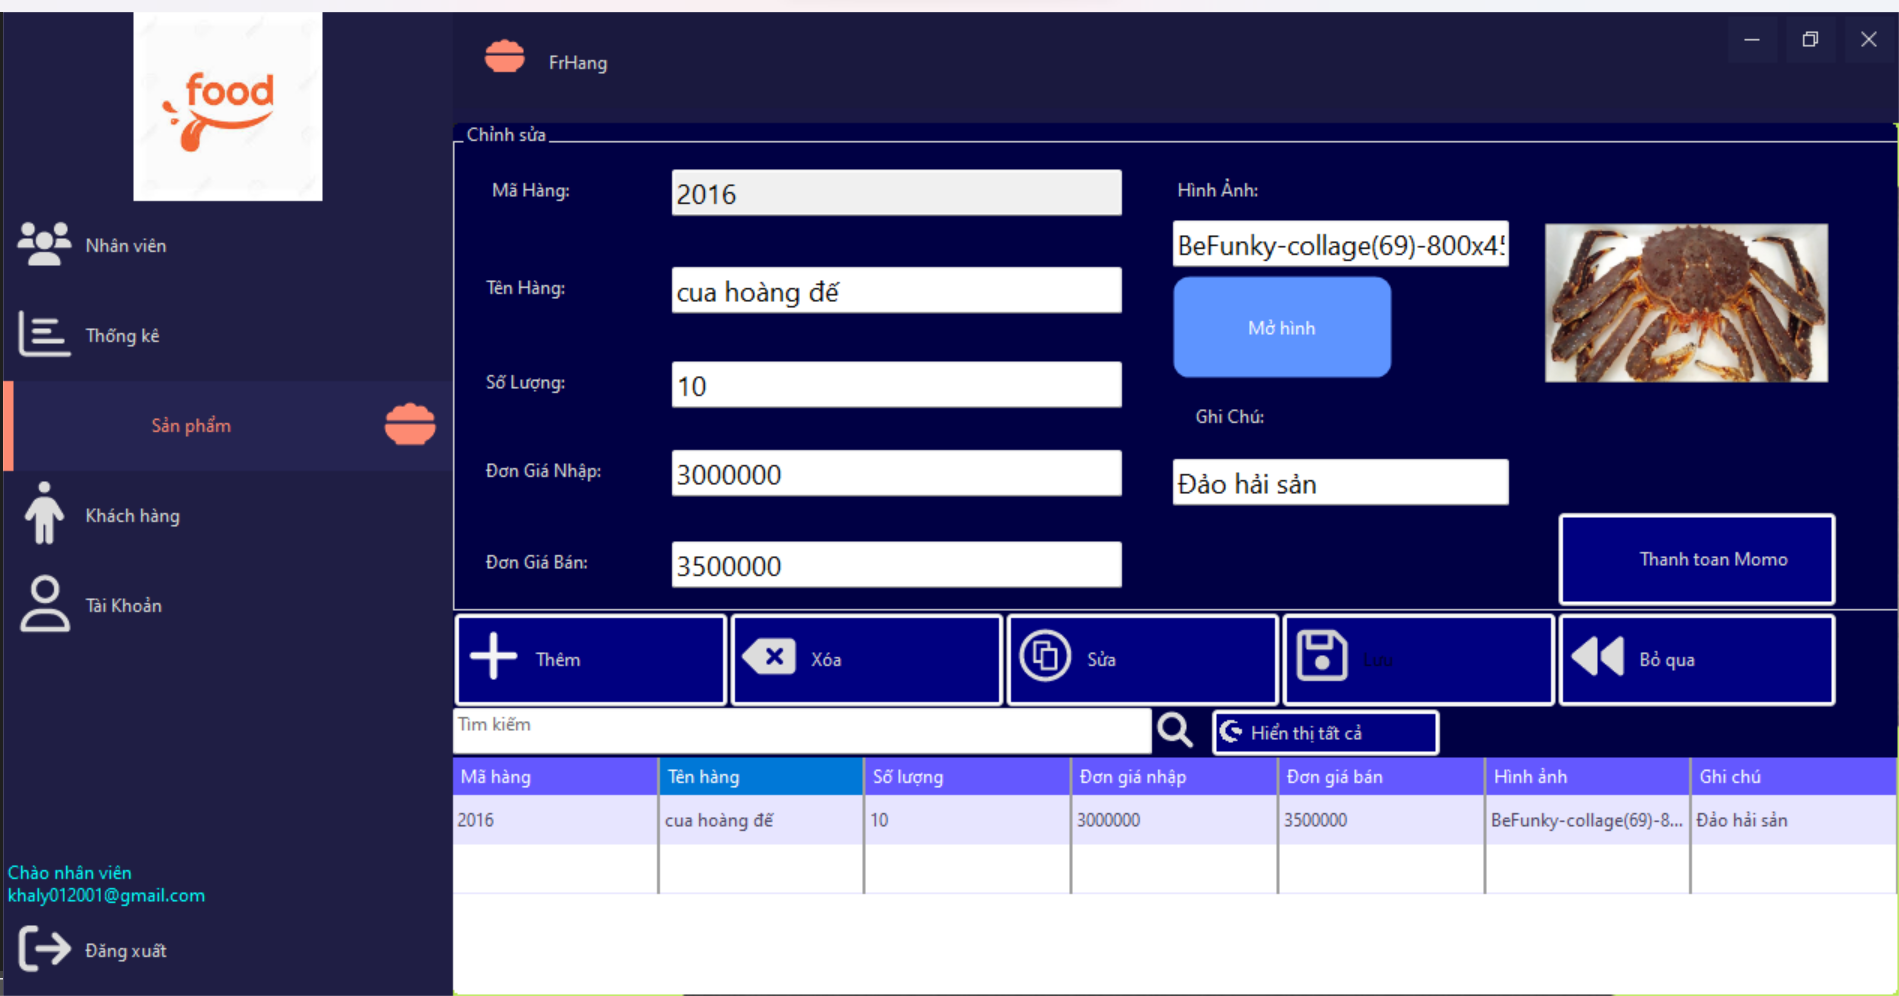 food
Nhân viên
Thống kê
Sản phẩm
Khách hàng
Tài Khoản
Chào nhân viên
khaly012001@gmail.com
Đăng xuất
FrHang
Chỉnh sửa
Mã Hàng:
2016
Tên Hàng:
cua hoàng đế
Số Lượng:
10
Đơn Giá Nhập:
3000000
Đơn Giá Bán:
3500000
Hình Ảnh:
BeFunky-collage(69)-800x45
Mở hình
Ghi Chú:
Đảo hải sản
Thanh toan Momo
Thêm Xóa Sửa Lưu Bỏ qua
Tìm kiếm Hiển thị tất cả
Mã hàng Tên hàng Số lượng Đơn giá nhập Đơn giá bán Hình ảnh Ghi chú
2016 cua hoàng đế 10 3000000 3500000 BeFunky-collage(69)-8... Đảo hải sản